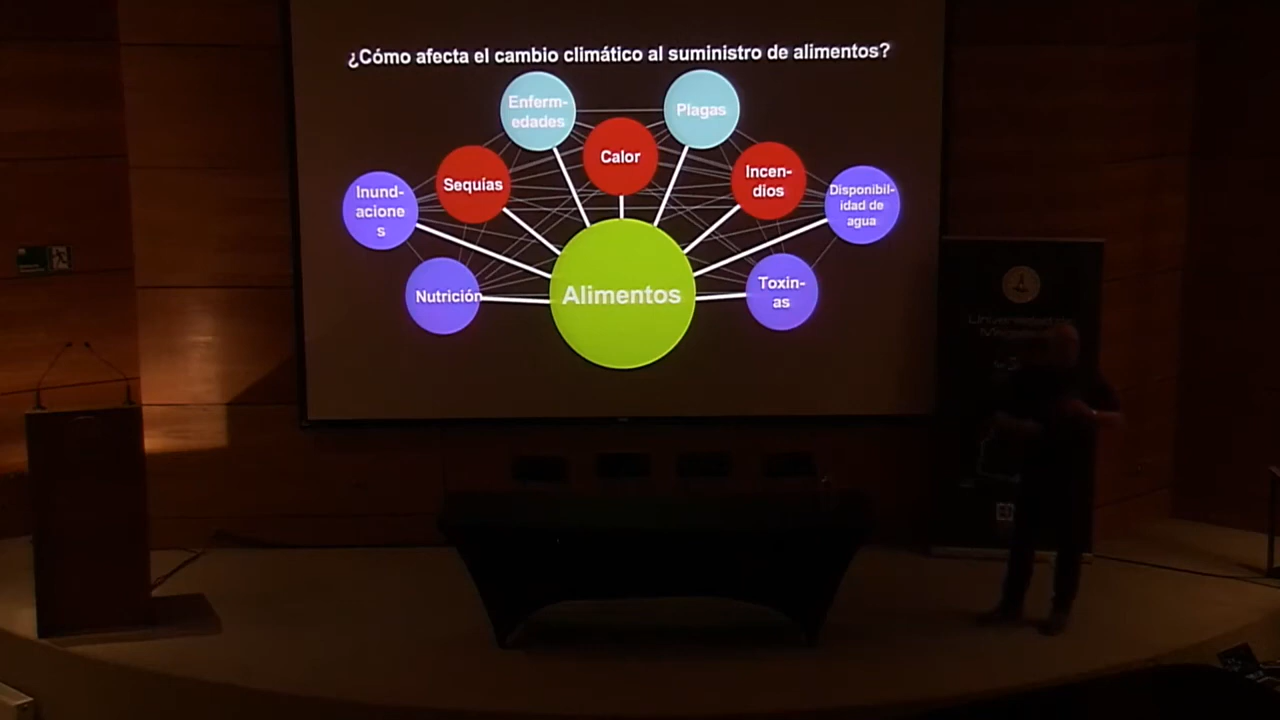 ¿Cómo afecta el cambio climático al suministro de alimentos?
Enferm-
edades
Plagas
Calor
Sequías
Incen-
dios
Inund-
acione
s
Disponibil-
idad de
agua
Nutrición
Alimentos
Toxin-
as